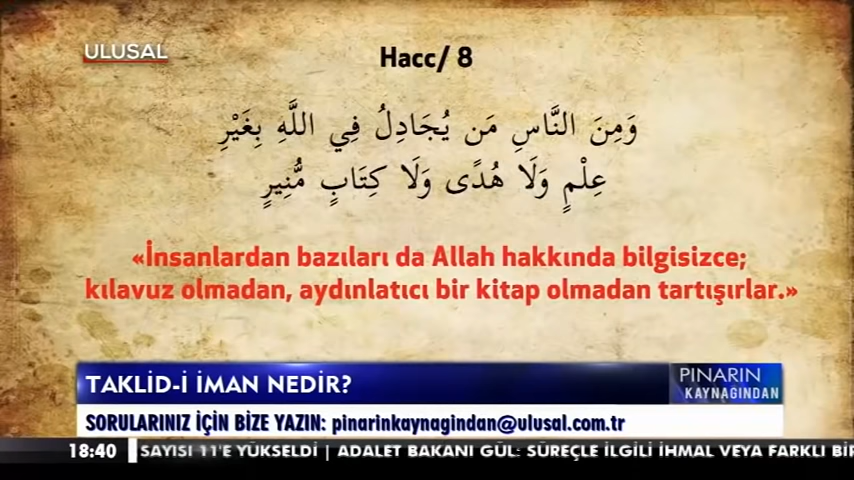 ULUSAL
Hacc/ 8
وَمِنَ النَّاسِ مَن يُجَادِلُ فِي اللَّهِ بِغَيْرِ
عِلْمٍ وَلَا هُدًى وَلَا كِتَابٍ مُّنِيرٍ
«İnsanlardan bazıları da Allah hakkında bilgisizce;
kılavuz olmadan, aydınlatıcı bir kitap olmadan tartışırlar.»
TAKLİD-İ İMAN NEDİR?
PINARIN
KAYNAĞINDAN
SORULARINIZ İÇİN BİZE YAZIN: pinarinkaynagindan@ulusal.com.tr
18:40 SAYISI 11'E YÜKSELDİ | ADALET BAKANI GÜL: SÜREÇLE İLGİLİ İHMAL VEYA FARKLI BİR